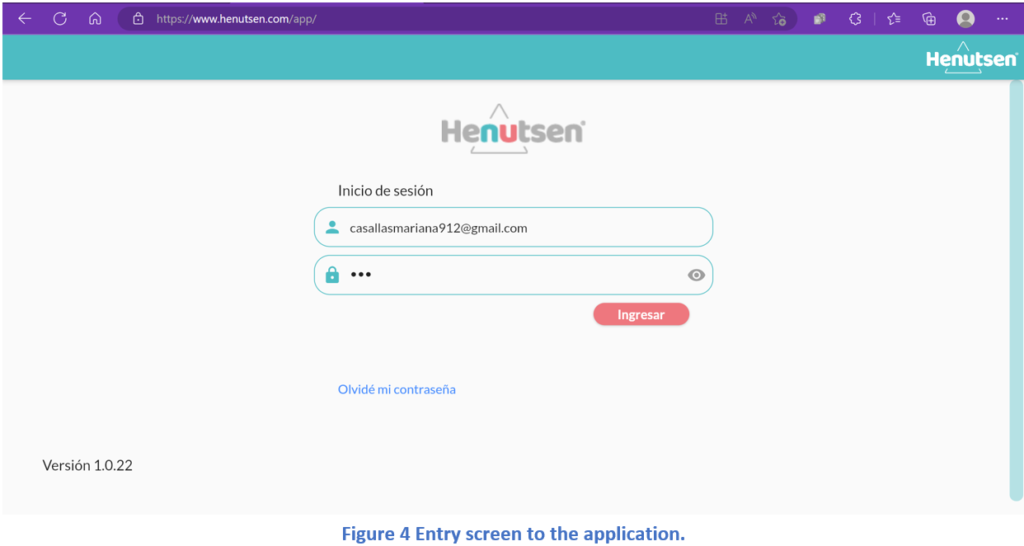 https://www.henutsen.com/app/
Henutsen®
Henutsen®
Inicio de sesión
casallasmariana912@gmail.com
•••
Ingresar
Olvidé mi contraseña
Versión 1.0.22
Figure 4 Entry screen to the application.